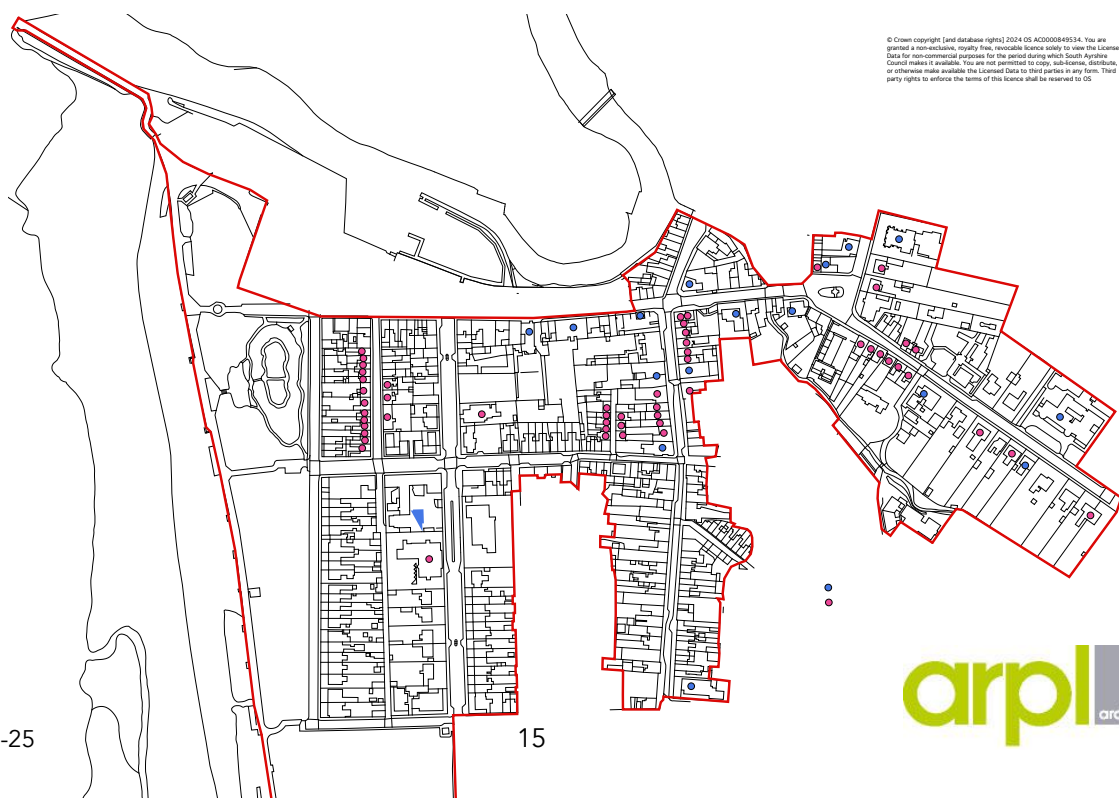 © Crown copyright [and database rights] 2024 OS AC0000849534. You are
granted a non-exclusive, royalty free, revocable licence solely to view the License
Data for non-commercial purposes for the period during which South Ayrshire
Council makes it available. You are not permitted to copy, sub-license, distribute,
or otherwise make available the Licensed Data to third parties in any form. Third
party rights to enforce the terms of this licence shall be reserved to OS
arpl
arc
-25
15